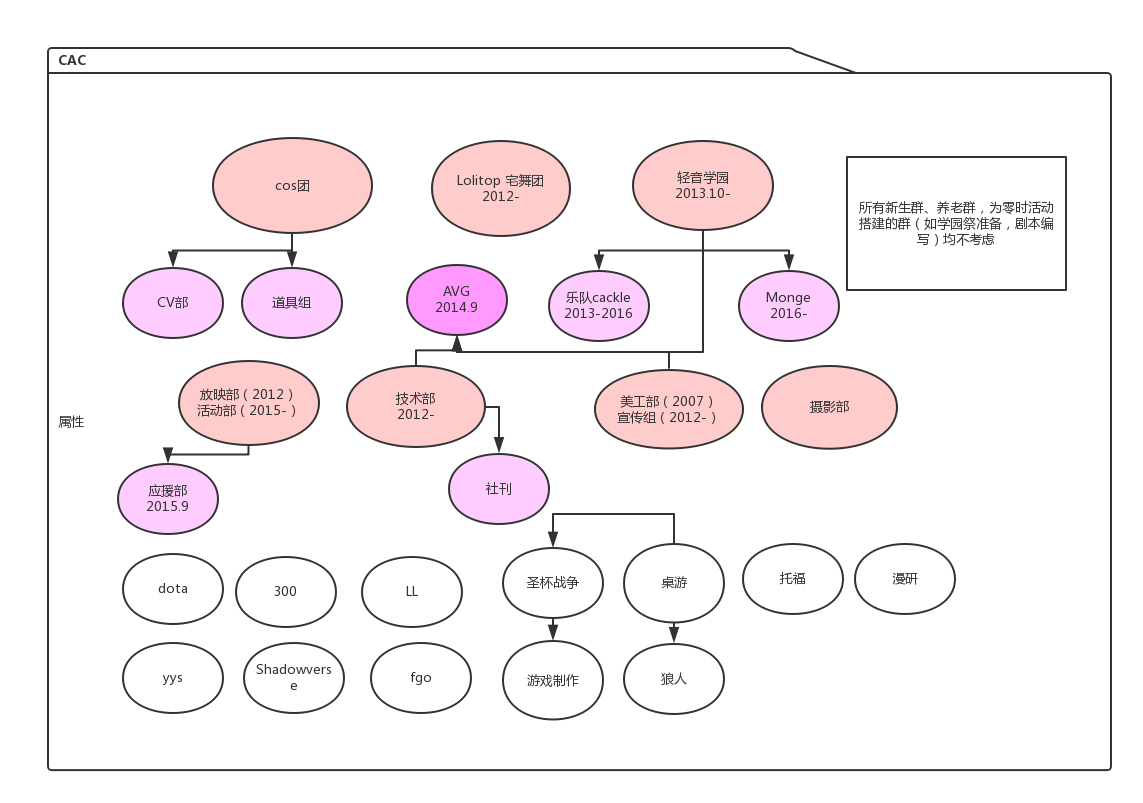 CAC
cos团
Lolitop 宅舞团
2012-
轻音学园
2013.10-
所有新生群、养老群，为零时活动
搭建的群（如学园祭准备，剧本编
写）均不考虑
CV部
道具组
AVG
2014.9
乐队cackle
2013-2016
Monge
2016-
放映部（2012）
活动部（2015-）
技术部
2012-
美工部（2007）
宣传组（2012-）
摄影部
属性
应援部
2015.9
社刊
dota
300
LL
圣杯战争
桌游
托福
漫研
yys
Shadowvers
e
fgo
游戏制作
狼人